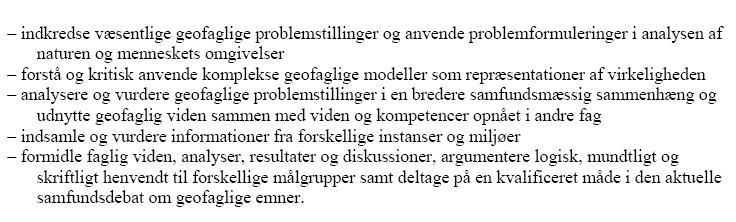 – indkredse væsentlige geofaglige problemstillinger og anvende problemformuleringer i analysen af
naturen og menneskets omgivelser
– forstå og kritisk anvende komplekse geofaglige modeller som repræsentationer af virkeligheden
– analysere og vurdere geofaglige problemstillinger i en bredere samfundsmæssig sammenhæng og
udnytte geofaglig viden sammen med viden og kompetencer opnået i andre fag
– indsamle og vurdere informationer fra forskellige instanser og miljøer
– formidle faglig viden, analyser, resultater og diskussioner, argumentere logisk, mundtligt og
skriftligt henvendt til forskellige målgrupper samt deltage på en kvalificeret måde i den aktuelle
samfundsdebat om geofaglige emner.